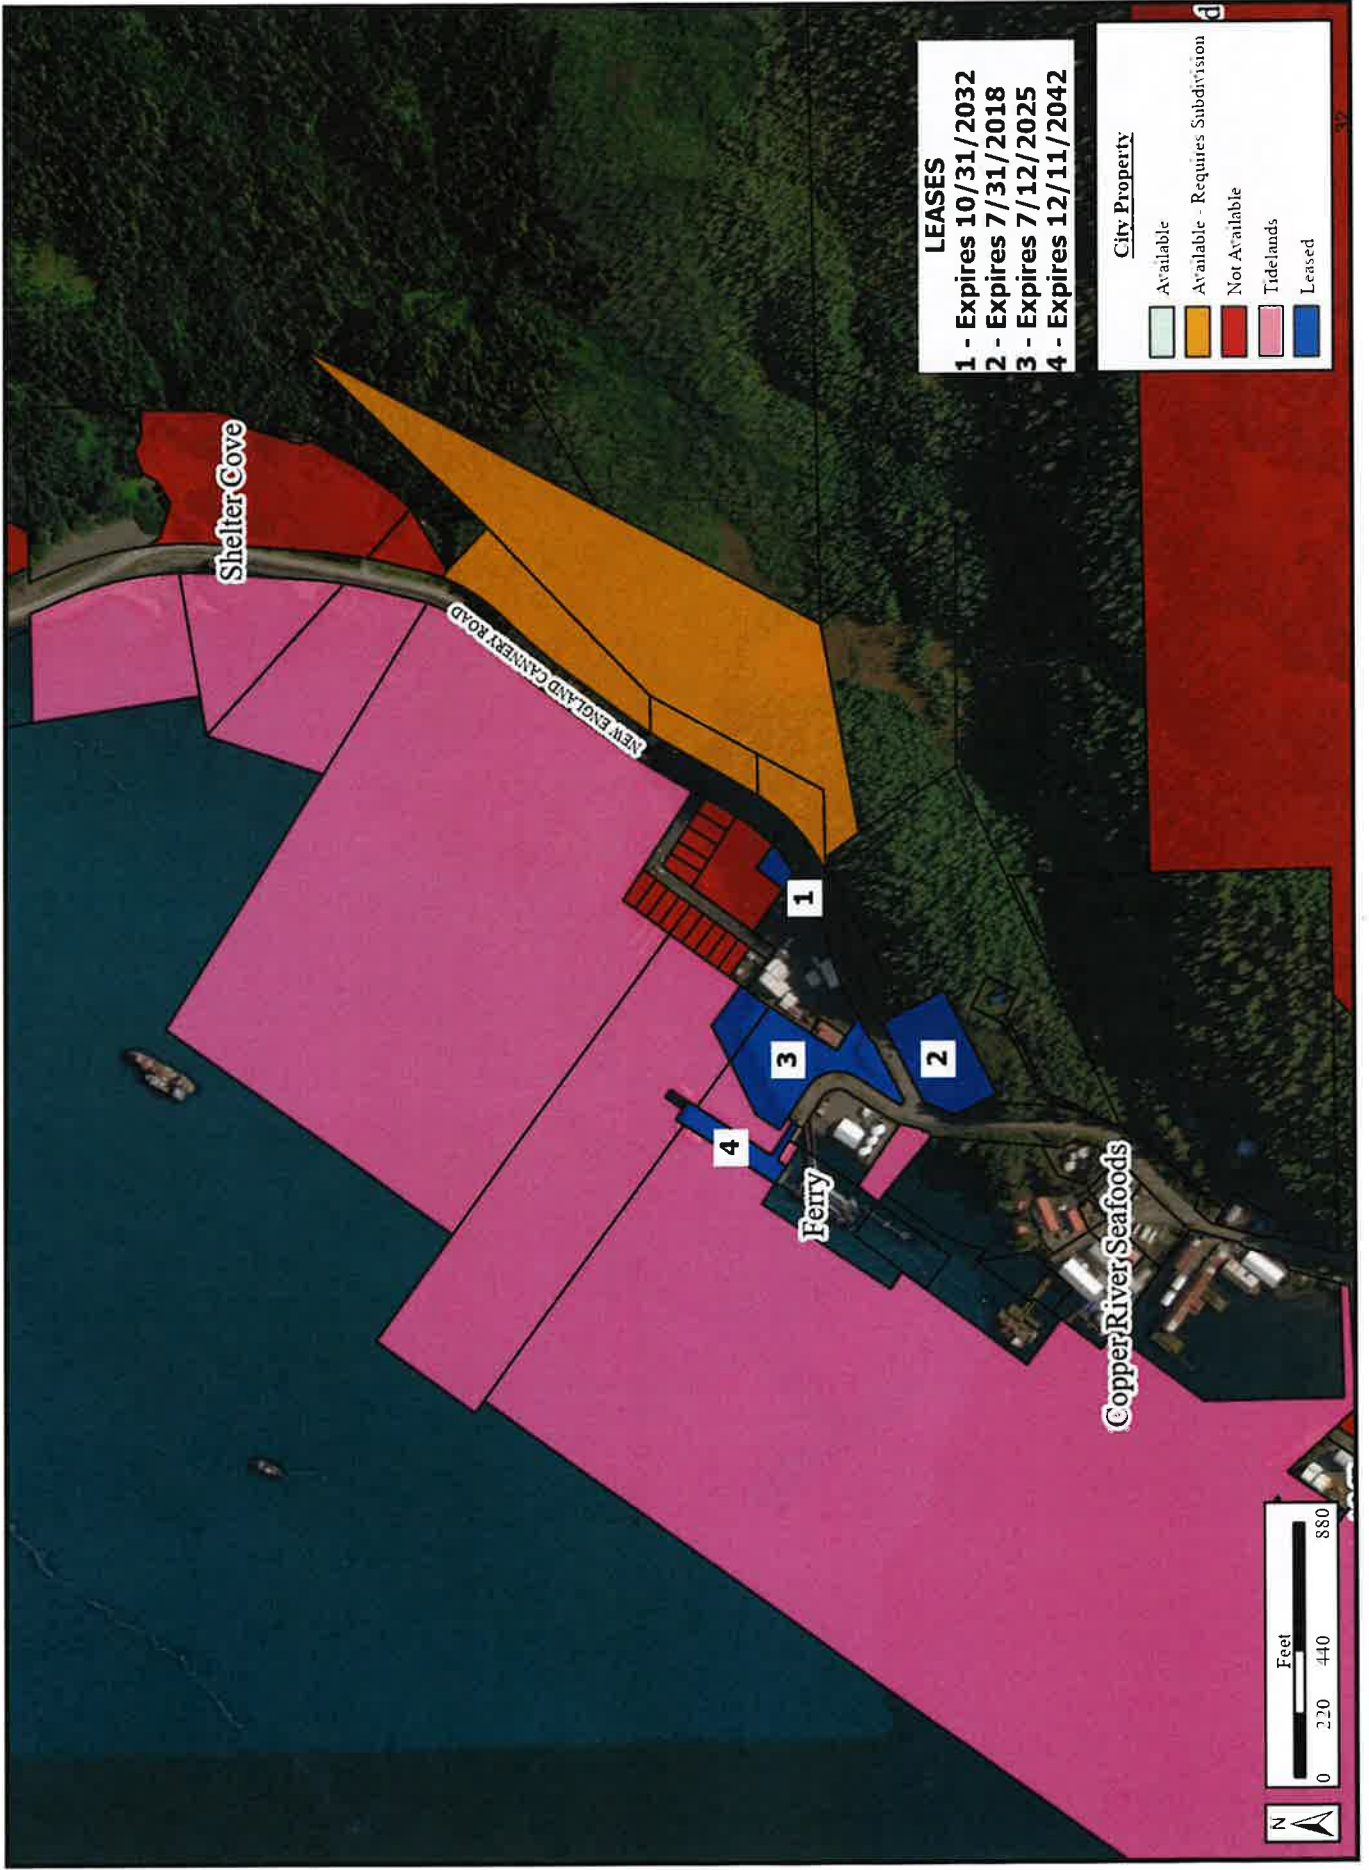 Shelter Cove
NEW ENGLAND CANNERY ROAD
1
2
3
4
Ferry
Copper River Seafoods
LEASES
1 - Expires 10/31/2032
2 - Expires 7/31/2018
3 - Expires 7/12/2025
4 - Expires 12/11/2042
City Property
Available
Available - Requires Subdivision
Not Available
Tidelands
Leased
d
32
N
Feet
0 220 440 880